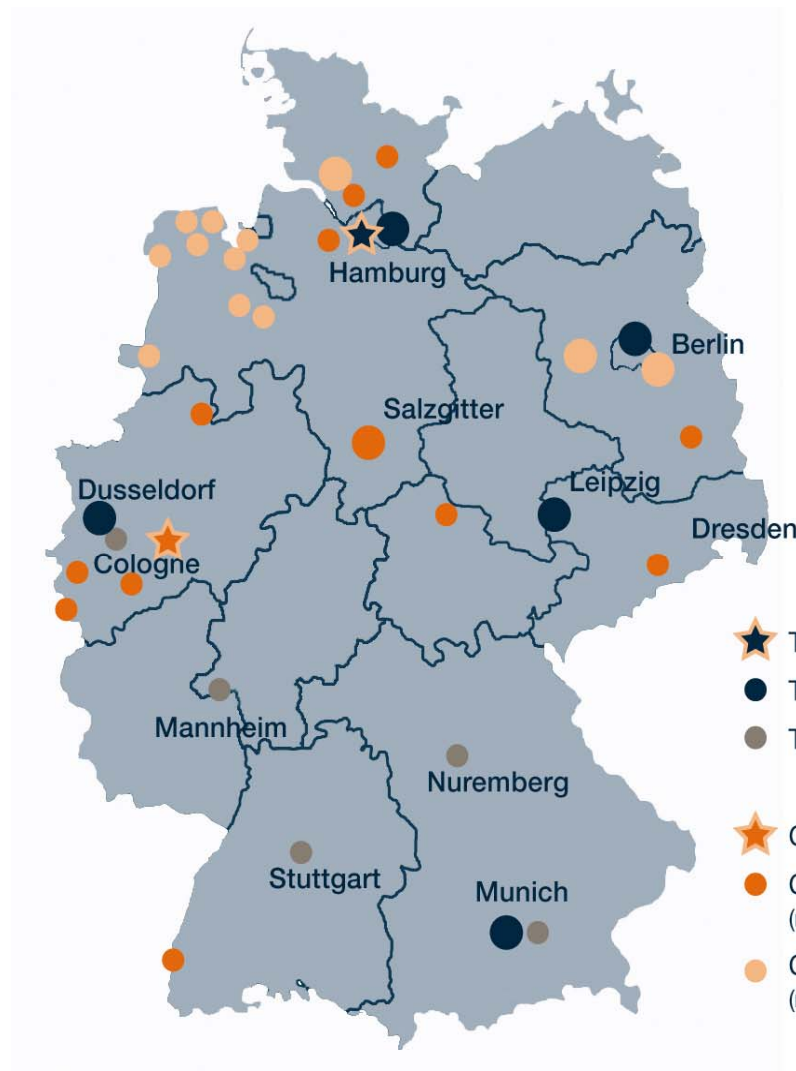 Hamburg
Berlin
Salzgitter
Dusseldorf
Leipzig
Dresden
Cologne
T
T
Mannheim
T
Nuremberg
C
Stuttgart
Munich
C
(
C
(